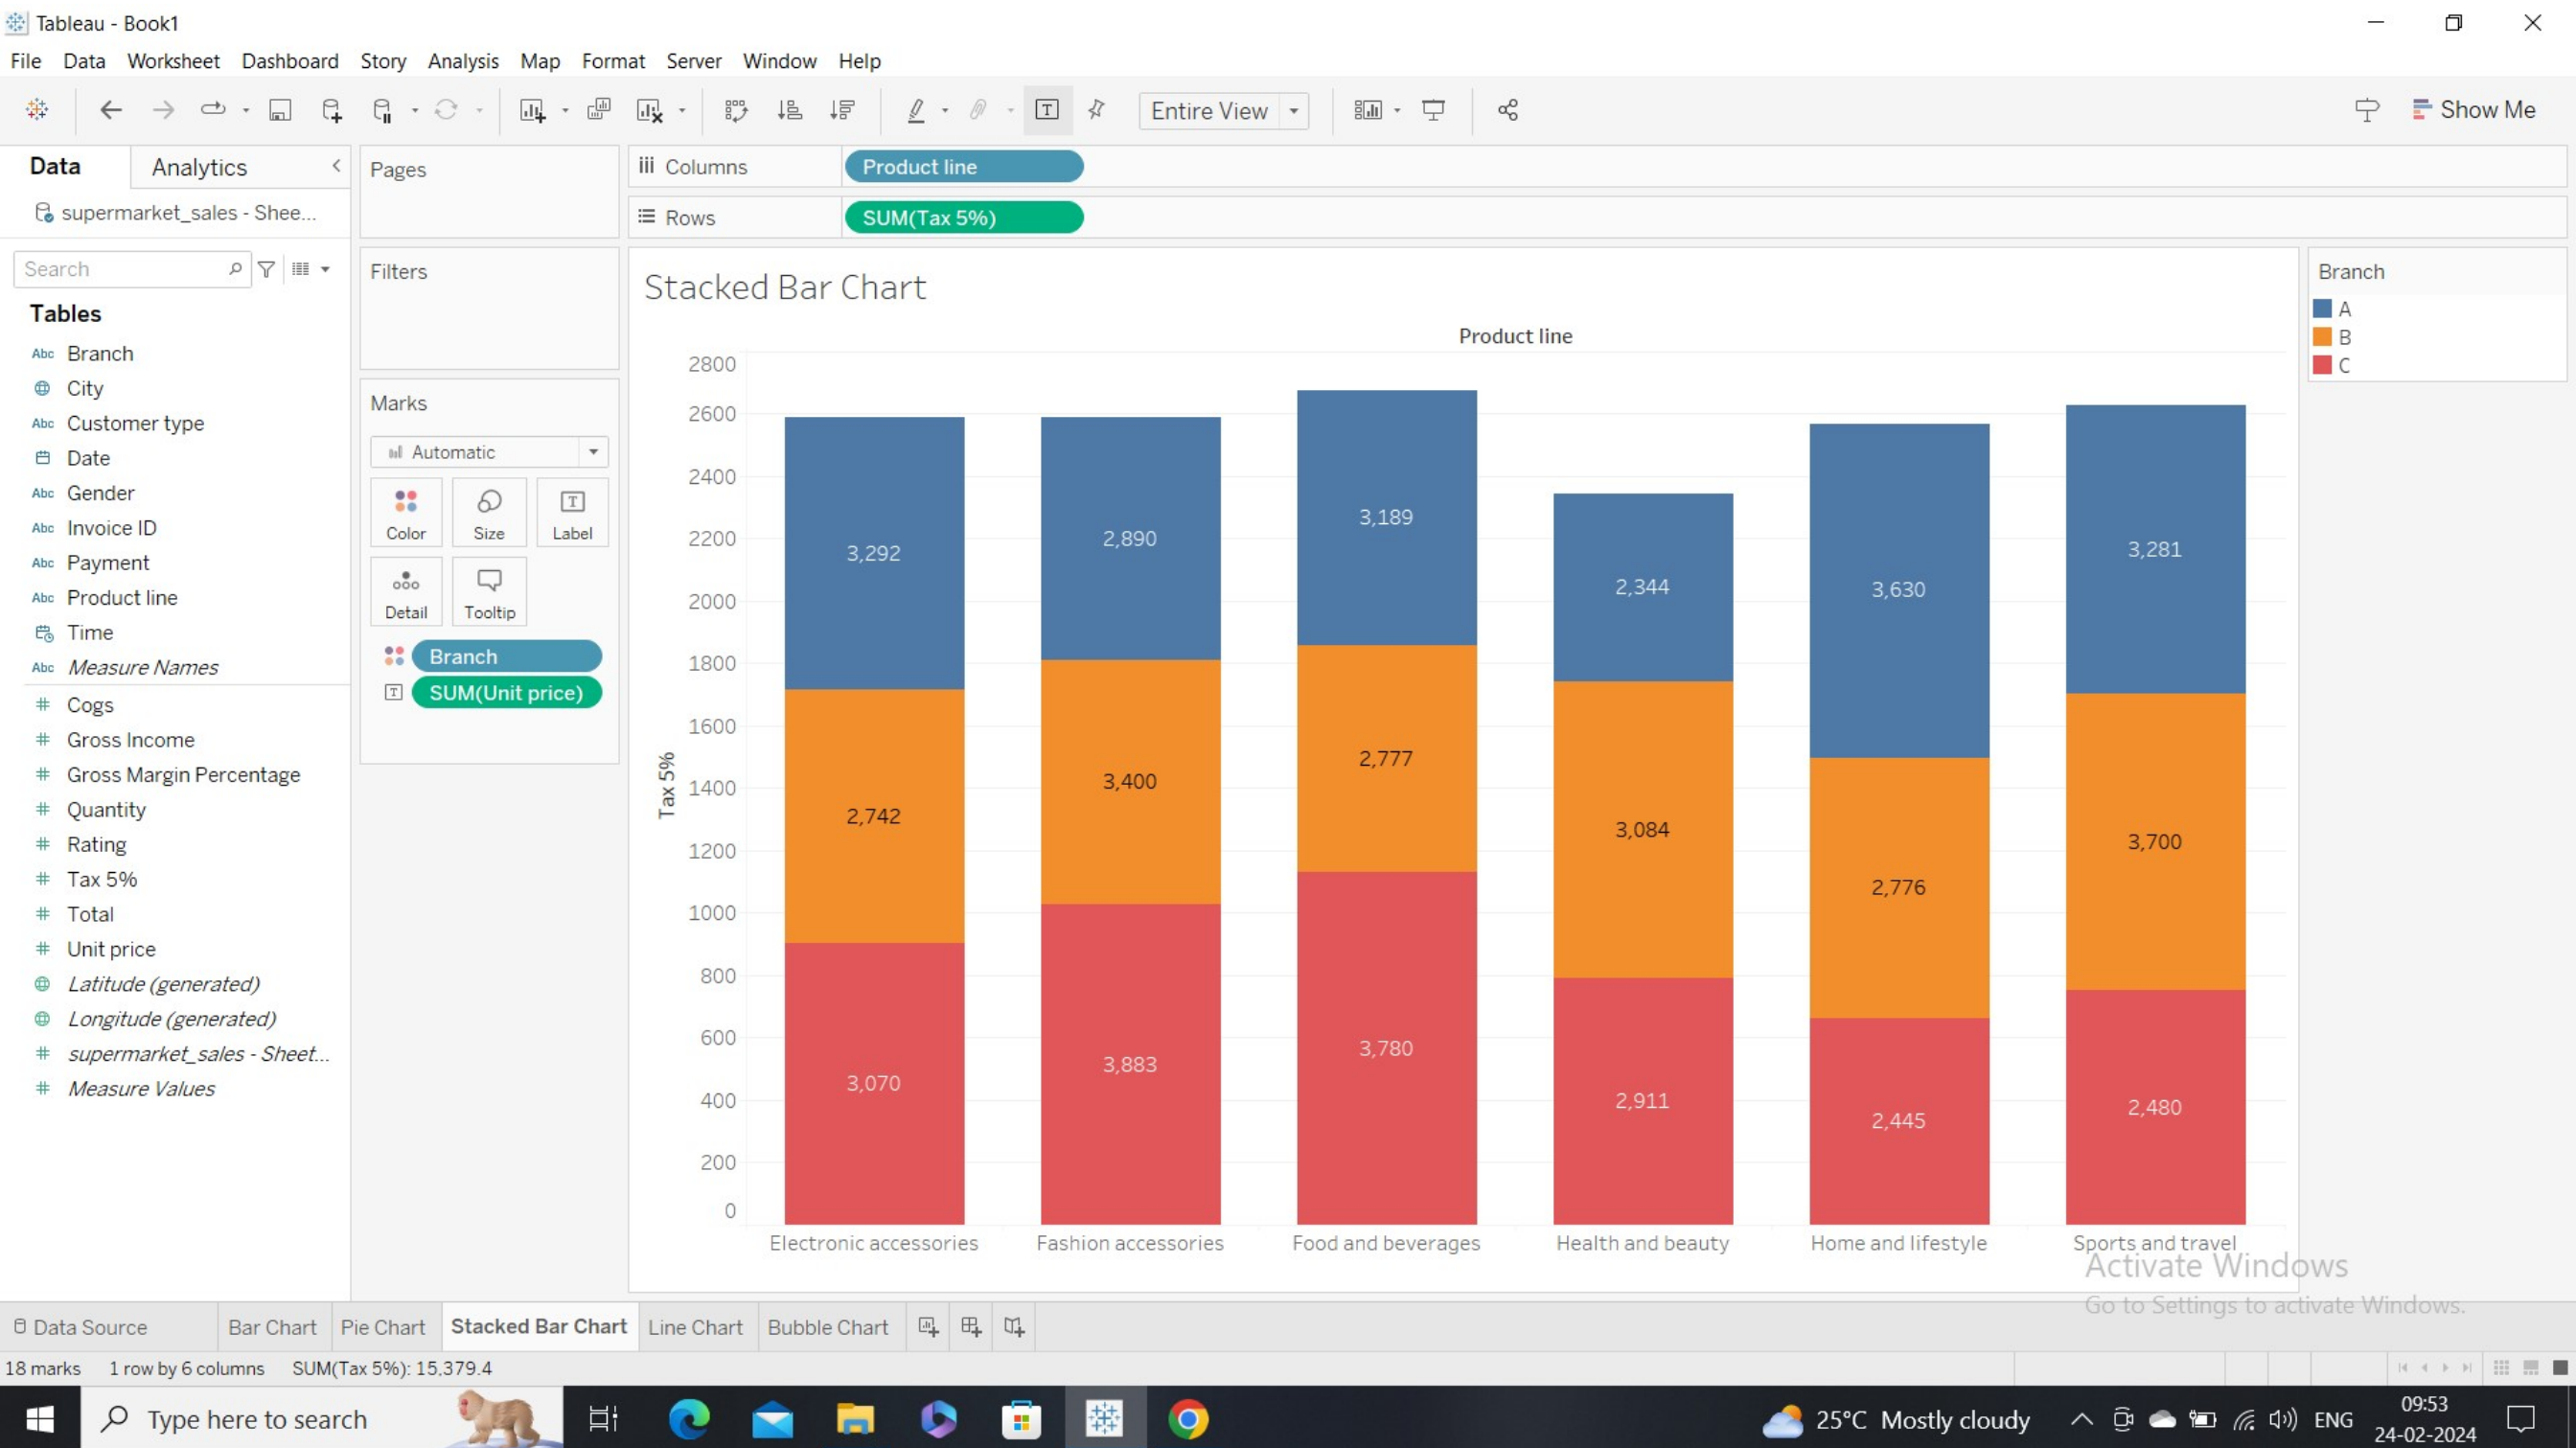 Tableau - Book1
File Data Worksheet Dashboard Story Analysis Map Format Server Window Help
Entire View
Show Me
Data Analytics
supermarket_sales - Shee...
Search
Tables
Abc Branch
City
Abc Customer type
Date
Abc Gender
Abc Invoice ID
Abc Payment
Abc Product line
Time
Abc Measure Names
# Cogs
# Gross Income
# Gross Margin Percentage
# Quantity
# Rating
# Tax 5%
# Total
# Unit price
Latitude (generated)
Longitude (generated)
# supermarket_sales - Sheet...
# Measure Values
Pages
Filters
Marks
Automatic
Color Size Label
Detail Tooltip
Branch
SUM(Unit price)
Columns Product line
Rows SUM(Tax 5%)
Stacked Bar Chart
Product line
Tax 5%
2800
2600
2400
2200
2000
1800
1600
1400
1200
1000
800
600
400
200
0
3,292 2,890 3,189 2,344 3,630 3,281
2,742 3,400 2,777 3,084 2,776 3,700
3,070 3,883 3,780 2,911 2,445 2,480
Electronic accessories Fashion accessories Food and beverages Health and beauty Home and lifestyle Sports and travel
Branch
A
B
C
Activate Windows
Go to Settings to activate Windows.
Data Source Bar Chart Pie Chart Stacked Bar Chart Line Chart Bubble Chart
18 marks 1 row by 6 columns SUM(Tax 5%): 15,379.4
Type here to search
25°C Mostly cloudy
ENG
09:53
24-02-2024